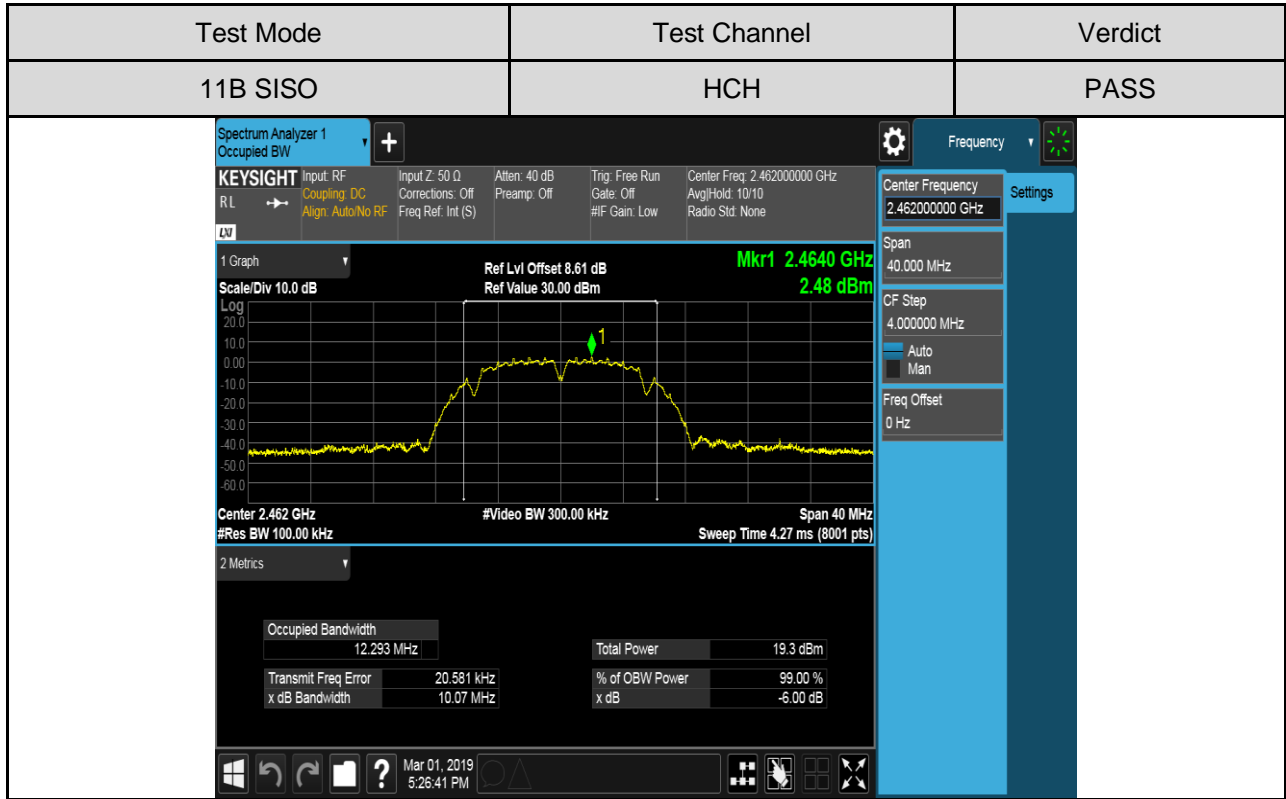 Test Mode Test Channel Verdict
11B SISO HCH PASS
Spectrum Analyzer 1
Occupied BW
+
Frequency
KEYSIGHT Input: RF Input Z: 50 Ω Atten: 40 dB Trig: Free Run Center Freq: 2.462000000 GHz
RL Coupling: DC Corrections: Off Preamp: Off Gate: Off Avg|Hold: 10/10
Align: Auto/No RF Freq Ref: Int (S) #IF Gain: Low Radio Std: None
LXI
1 Graph
Ref Lvl Offset 8.61 dB Mkr1 2.4640 GHz
Scale/Div 10.0 dB Ref Value 30.00 dBm 2.48 dBm
Log
20.0
10.0
0.00
-10.0
-20.0
-30.0
-40.0
-50.0
-60.0
1
Center 2.462 GHz #Video BW 300.00 kHz Span 40 MHz
#Res BW 100.00 kHz Sweep Time 4.27 ms (8001 pts)
2 Metrics
Occupied Bandwidth
12.293 MHz Total Power 19.3 dBm
Transmit Freq Error 20.581 kHz % of OBW Power 99.00 %
x dB Bandwidth 10.07 MHz x dB -6.00 dB
Center Frequency
2.462000000 GHz
Settings
Span
40.000 MHz
CF Step
4.000000 MHz
Auto
Man
Freq Offset
0 Hz
?
Mar 01, 2019
5:26:41 PM